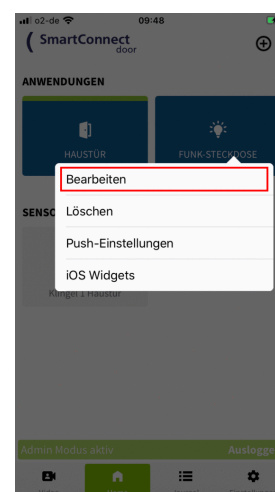 o2-de 09:48
SmartConnect
door
ANWENDUNGEN
HAUSTÜR
FUNK-STECKDOSE
Bearbeiten
SENSO
Löschen
Push-Einstellungen
iOS Widgets
Klingel 1 Haustür
Admin Modus aktiv Auslogge